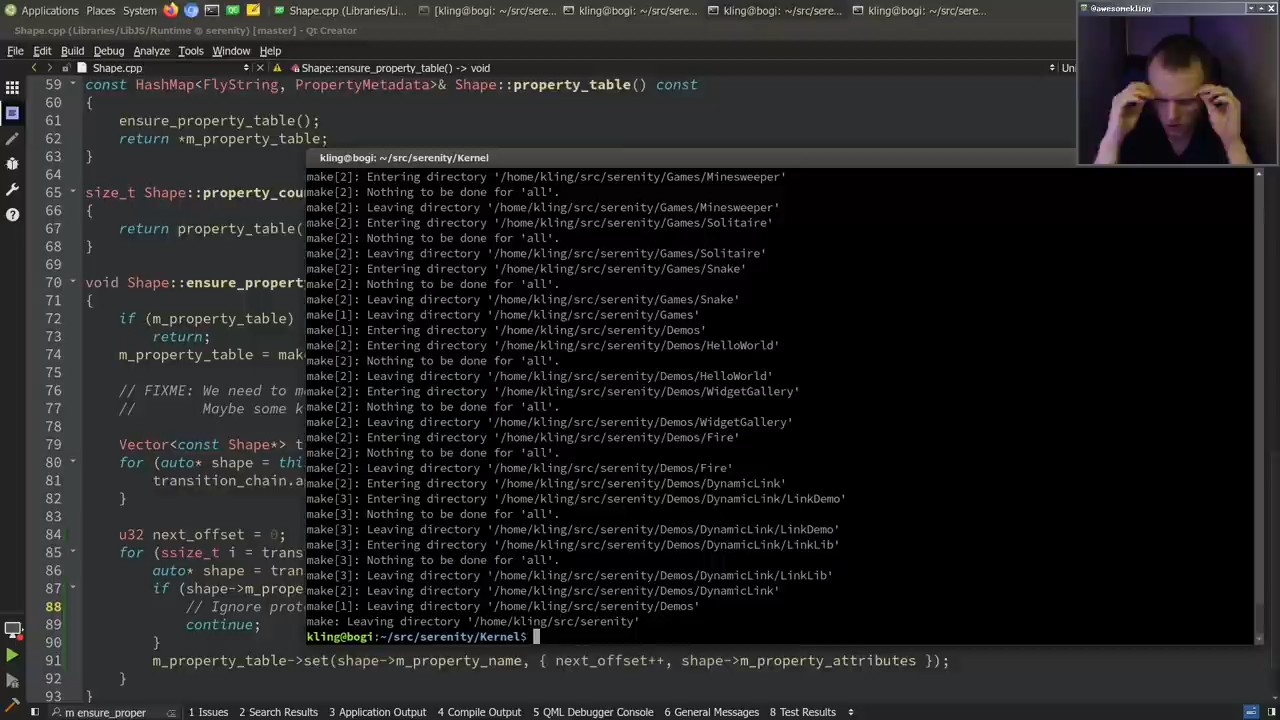 Applications Places System Shape.cpp (Libraries/Li... [kling@bogi: ~/src/sere... kling@bogi: ~/src/sere... kling@bogi: ~/src/sere... kling@bogi: ~/src/sere...
@awesomekling
Shape.cpp (Libraries/LibJS/Runtime @ serenity) [master] - Qt Creator
File Edit Build Debug Analyze Tools Window Help
Shape.cpp Shape::ensure_property_table() -> void
59 const HashMap<FlyString, PropertyMetadata>& Shape::property_table() const
60 {
61 ensure_property_table();
62 return *m_property_table;
63 }
64
65 size_t Shape::property_cou
66 {
67 return property_table(
68 }
69
70 void Shape::ensure_propert
71 {
72 if (m_property_table)
73 return;
74 m_property_table = mak
75
76 // FIXME: We need to m
77 // Maybe some k
78
79 Vector<const Shape*> t
80 for (auto* shape = thi
81 transition_chain.a
82 }
83
84 u32 next_offset = 0;
85 for (ssize_t i = trans
86 auto* shape = tran
87 if (shape->m_prope
88 // Ignore prot
89 continue;
90 }
91 m_property_table->set(shape->m_property_name, { next_offset++, shape->m_property_attributes });
92 }
93 }
kling@bogi: ~/src/serenity/Kernel
make[2]: Entering directory '/home/kling/src/serenity/Games/Minesweeper'
make[2]: Nothing to be done for 'all'.
make[2]: Leaving directory '/home/kling/src/serenity/Games/Minesweeper'
make[2]: Entering directory '/home/kling/src/serenity/Games/Solitaire'
make[2]: Nothing to be done for 'all'.
make[2]: Leaving directory '/home/kling/src/serenity/Games/Solitaire'
make[2]: Entering directory '/home/kling/src/serenity/Games/Snake'
make[2]: Nothing to be done for 'all'.
make[2]: Leaving directory '/home/kling/src/serenity/Games/Snake'
make[1]: Leaving directory '/home/kling/src/serenity/Games'
make[1]: Entering directory '/home/kling/src/serenity/Demos'
make[2]: Entering directory '/home/kling/src/serenity/Demos/HelloWorld'
make[2]: Nothing to be done for 'all'.
make[2]: Leaving directory '/home/kling/src/serenity/Demos/HelloWorld'
make[2]: Entering directory '/home/kling/src/serenity/Demos/WidgetGallery'
make[2]: Nothing to be done for 'all'.
make[2]: Leaving directory '/home/kling/src/serenity/Demos/WidgetGallery'
make[2]: Entering directory '/home/kling/src/serenity/Demos/Fire'
make[2]: Nothing to be done for 'all'.
make[2]: Leaving directory '/home/kling/src/serenity/Demos/Fire'
make[2]: Entering directory '/home/kling/src/serenity/Demos/DynamicLink'
make[3]: Entering directory '/home/kling/src/serenity/Demos/DynamicLink/LinkDemo'
make[3]: Nothing to be done for 'all'.
make[3]: Leaving directory '/home/kling/src/serenity/Demos/DynamicLink/LinkDemo'
make[3]: Entering directory '/home/kling/src/serenity/Demos/DynamicLink/LinkLib'
make[3]: Nothing to be done for 'all'.
make[3]: Leaving directory '/home/kling/src/serenity/Demos/DynamicLink/LinkLib'
make[2]: Leaving directory '/home/kling/src/serenity/Demos/DynamicLink'
make[1]: Leaving directory '/home/kling/src/serenity/Demos'
make: Leaving directory '/home/kling/src/serenity'
kling@bogi:~/src/serenity/Kernel$
m ensure_proper 1 Issues 2 Search Results 3 Application Output 4 Compile Output 5 QML Debugger Console 6 General Messages 8 Test Results